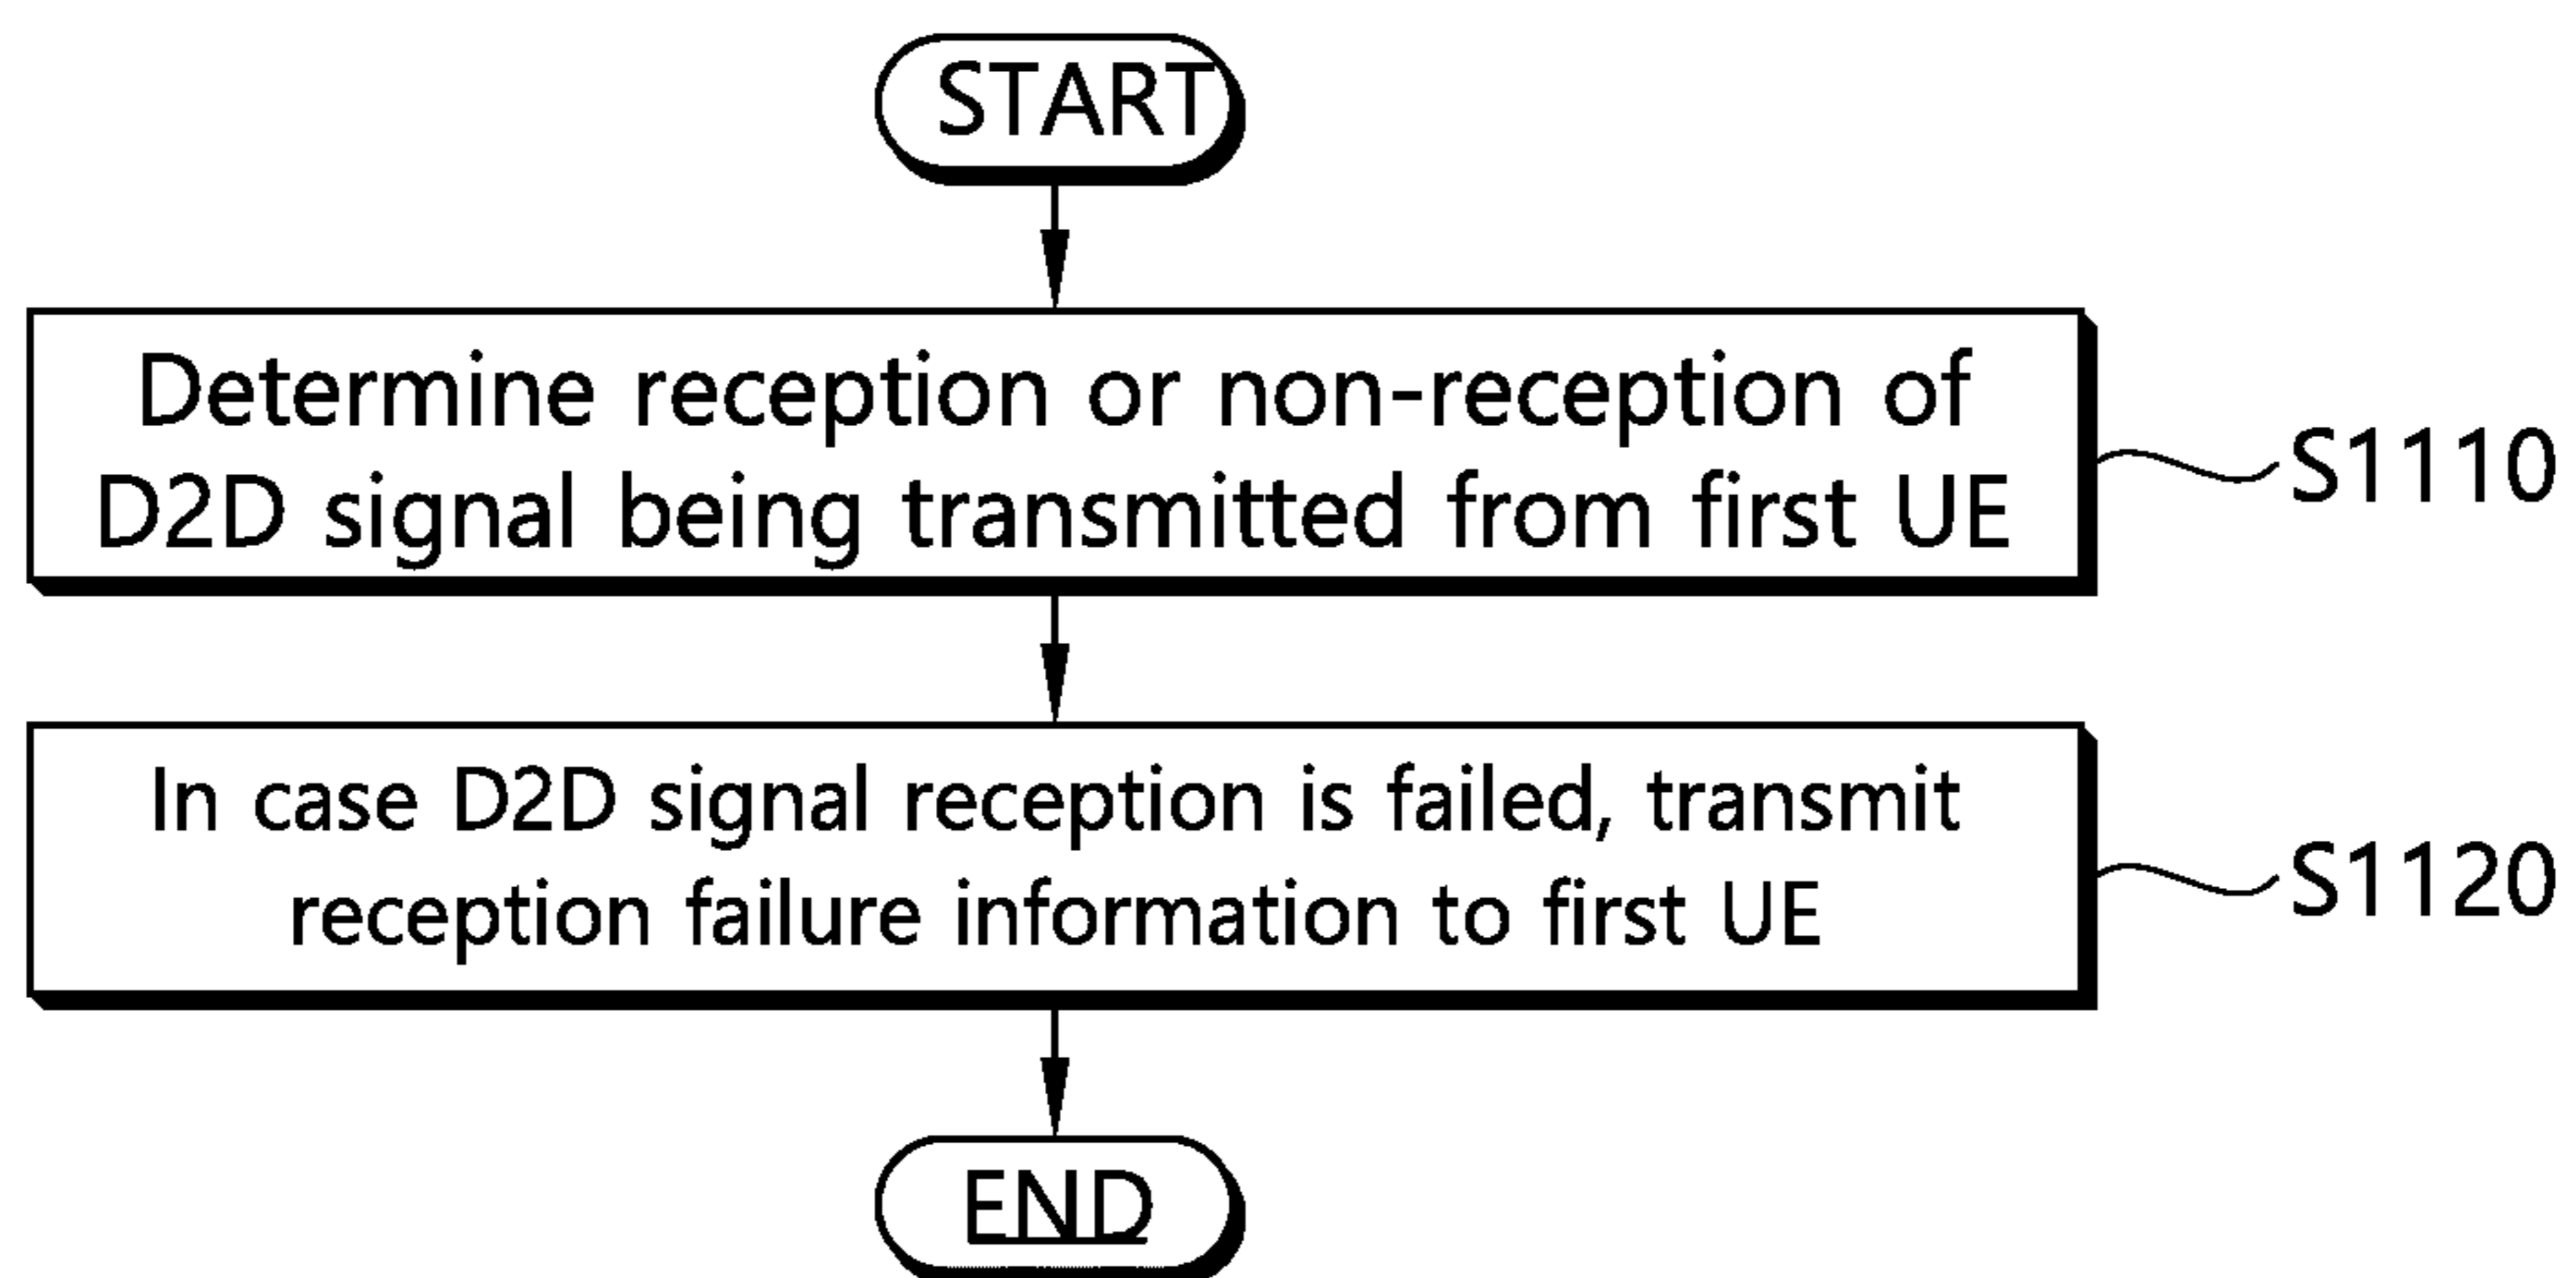 START
Determine reception or non-reception of
D2D signal being transmitted from first UE
S1110
In case D2D signal reception is failed, transmit
reception failure information to first UE
S1120
END